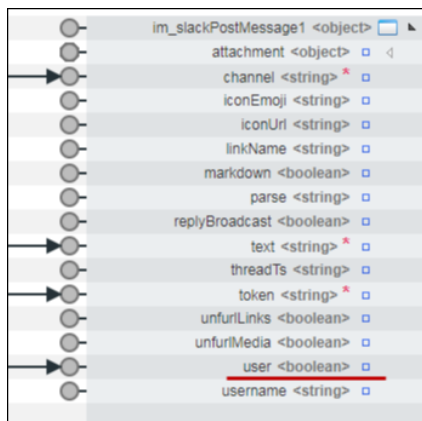 im_slackPostMessage1 <object>
attachment <object>
channel <string> *
iconEmoji <string>
iconUrl <string>
linkName <string>
markdown <boolean>
parse <string>
replyBroadcast <boolean>
text <string> *
threadTs <string>
token <string> *
unfurlLinks <boolean>
unfurlMedia <boolean>
user <boolean>
username <string>